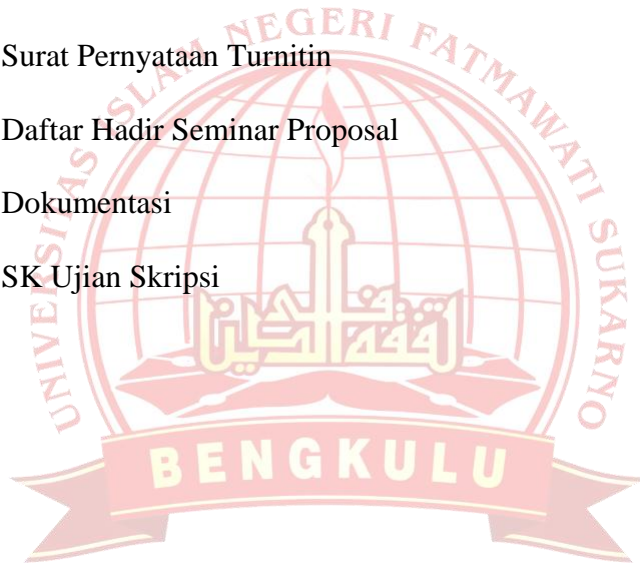 Surat Pernyataan Turnitin
Daftar Hadir Seminar Proposal
Dokumentasi
SK Ujian Skripsi
UNIVERSITAS ISLAM NEGERI FATMAWATI SUKARNO
BENGKULU